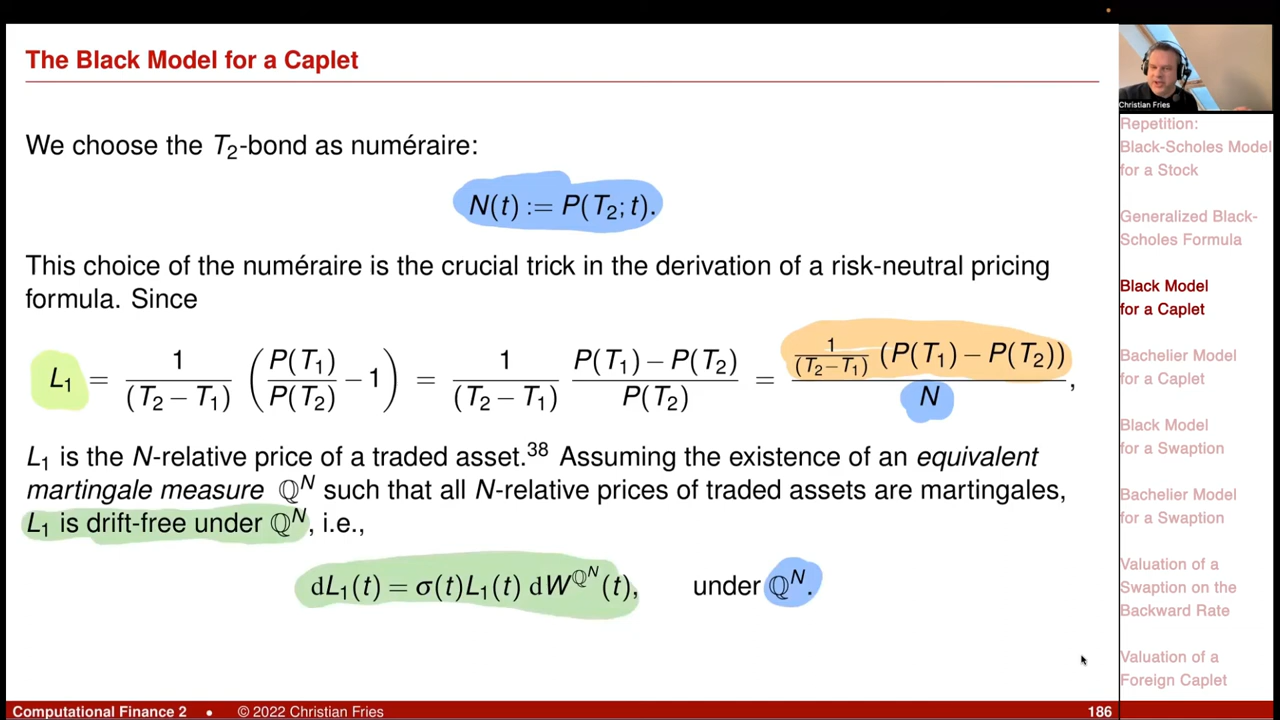 The Black Model for a Caplet
We choose the T₂-bond as numéraire:
N(t) := P(T₂; t).
This choice of the numéraire is the crucial trick in the derivation of a risk-neutral pricing
formula. Since
L₁ = 1/(T₂ − T₁) (P(T₁)/P(T₂) − 1) = 1/(T₂ − T₁) P(T₁) − P(T₂)/P(T₂) = 1/(T₂−T₁) (P(T₁) − P(T₂))/N,
L₁ is the N-relative price of a traded asset.³⁸ Assuming the existence of an equivalent
martingale measure ℚᴺ such that all N-relative prices of traded assets are martingales,
L₁ is drift-free under ℚᴺ, i.e.,
dL₁(t) = σ(t)L₁(t) dW^ℚᴺ(t), under ℚᴺ.
Computational Finance 2 • © 2022 Christian Fries 186
Christian Fries
Repetition:
Black-Scholes Model
for a Stock
Generalized Black-
Scholes Formula
Black Model
for a Caplet
Bachelier Model
for a Caplet
Black Model
for a Swaption
Bachelier Model
for a Swaption
Valuation of a
Swaption on the
Backward Rate
Valuation of a
Foreign Caplet